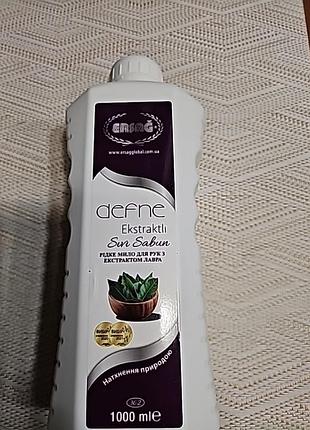 ERSAĞ
www.ersagglobal.com.ua
defne
Ekstraktlı
Sıvı Sabun
РІДКЕ МИЛО ДЛЯ РУК З
ЕКСТРАКТОМ ЛАВРА
Натхнення природою
1000 ml e